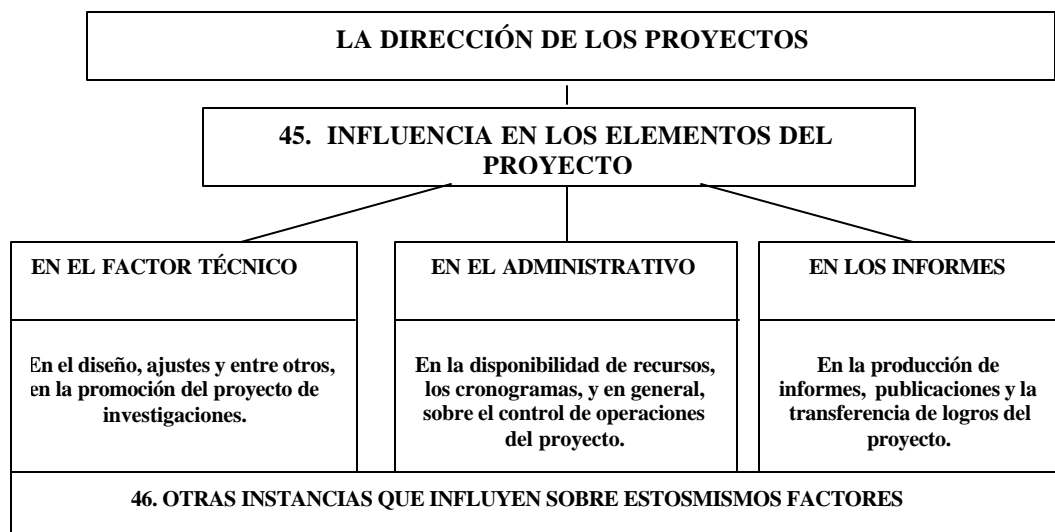 LA DIRECCIÓN DE LOS PROYECTOS
45. INFLUENCIA EN LOS ELEMENTOS DEL
PROYECTO
EN EL FACTOR TÉCNICO
EN EL ADMINISTRATIVO
EN LOS INFORMES
En el diseño, ajustes y entre otros,
en la promoción del proyecto de
investigaciones.
En la disponibilidad de recursos,
los cronogramas, y en general,
sobre el control de operaciones
del proyecto.
En la producción de
informes, publicaciones y la
transferencia de logros del
proyecto.
46. OTRAS INSTANCIAS QUE INFLUYEN SOBRE ESTOSMISMOS FACTORES